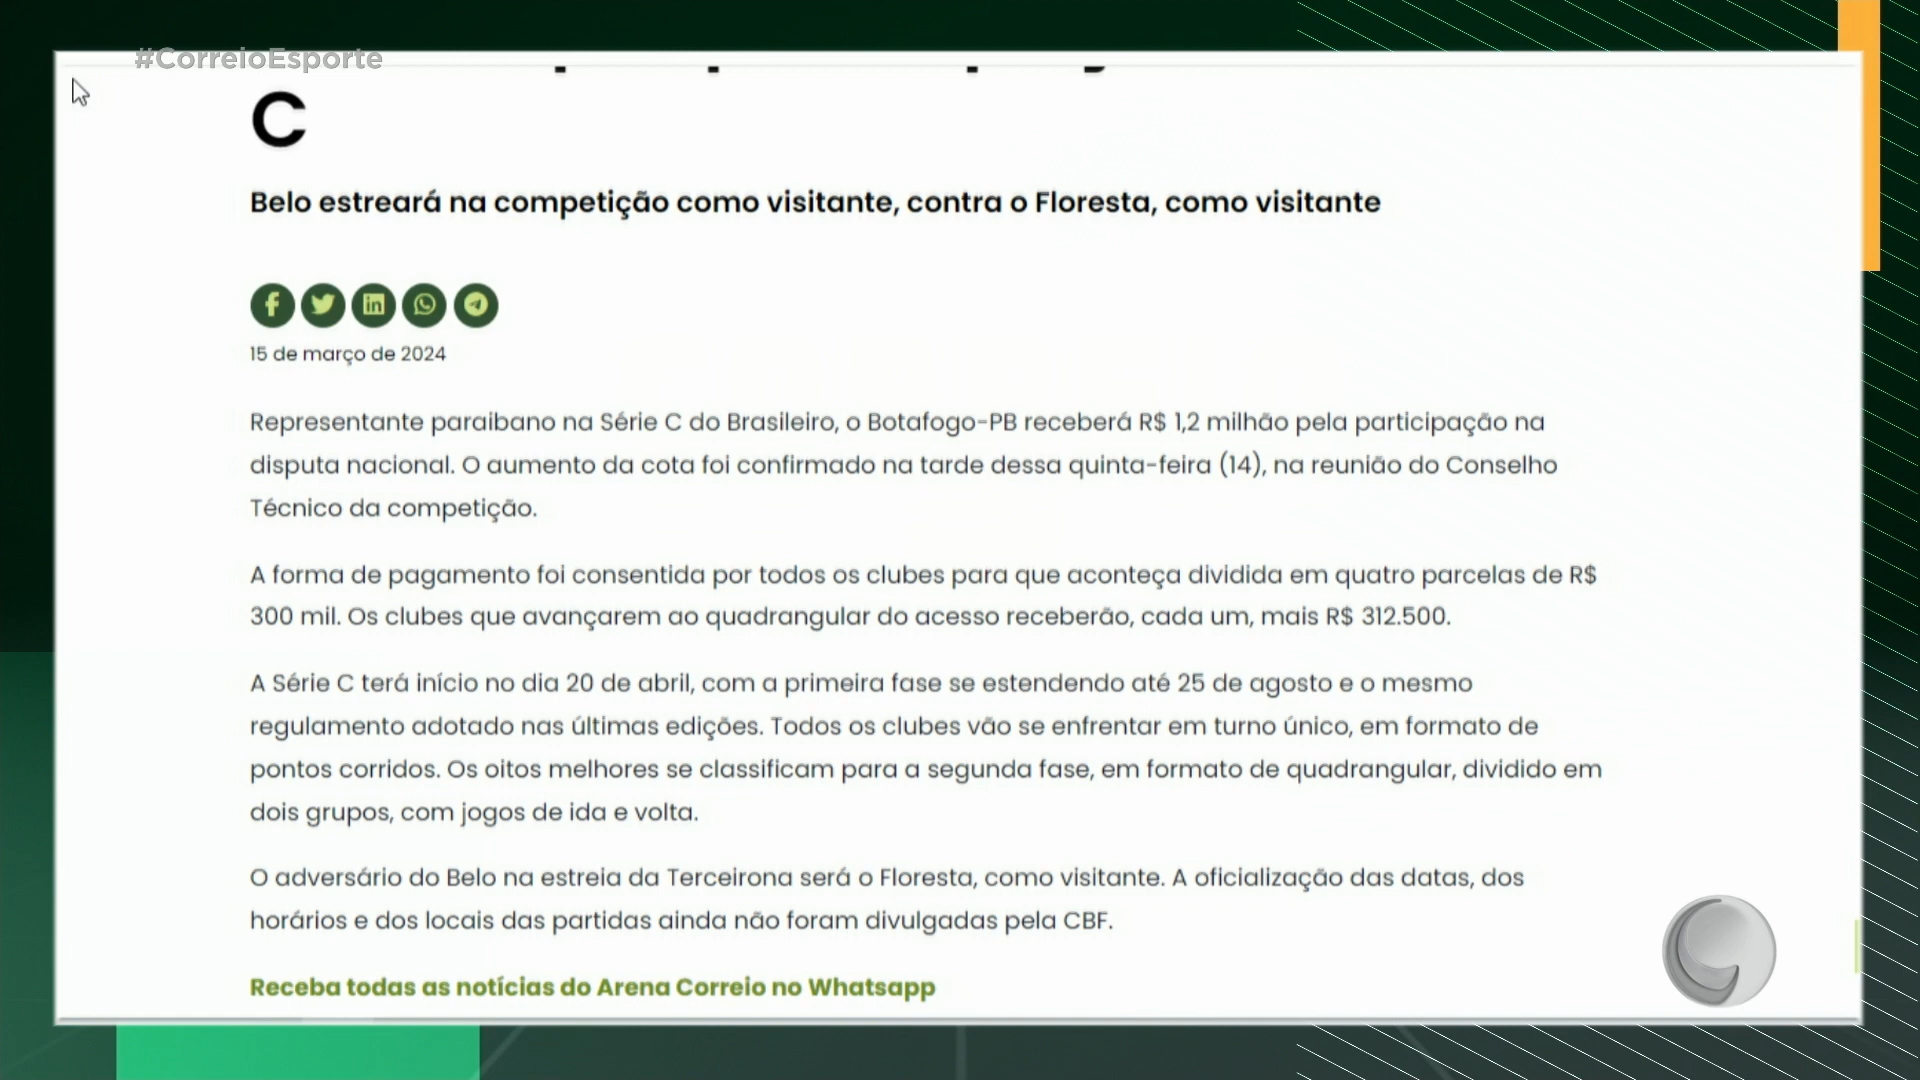 #CorreioEsporte
C
Belo estreará na competição como visitante, contra o Floresta, como visitante
15 de março de 2024
Representante paraibano na Série C do Brasileiro, o Botafogo-PB receberá R$ 1,2 milhão pela participação na
disputa nacional. O aumento da cota foi confirmado na tarde dessa quinta-feira (14), na reunião do Conselho
Técnico da competição.
A forma de pagamento foi consentida por todos os clubes para que aconteça dividida em quatro parcelas de R$
300 mil. Os clubes que avançarem ao quadrangular do acesso receberão, cada um, mais R$ 312.500.
A Série C terá início no dia 20 de abril, com a primeira fase se estendendo até 25 de agosto e o mesmo
regulamento adotado nas últimas edições. Todos os clubes vão se enfrentar em turno único, em formato de
pontos corridos. Os oitos melhores se classificam para a segunda fase, em formato de quadrangular, dividido em
dois grupos, com jogos de ida e volta.
O adversário do Belo na estreia da Terceirona será o Floresta, como visitante. A oficialização das datas, dos
horários e dos locais das partidas ainda não foram divulgadas pela CBF.
Receba todas as notícias do Arena Correio no Whatsapp